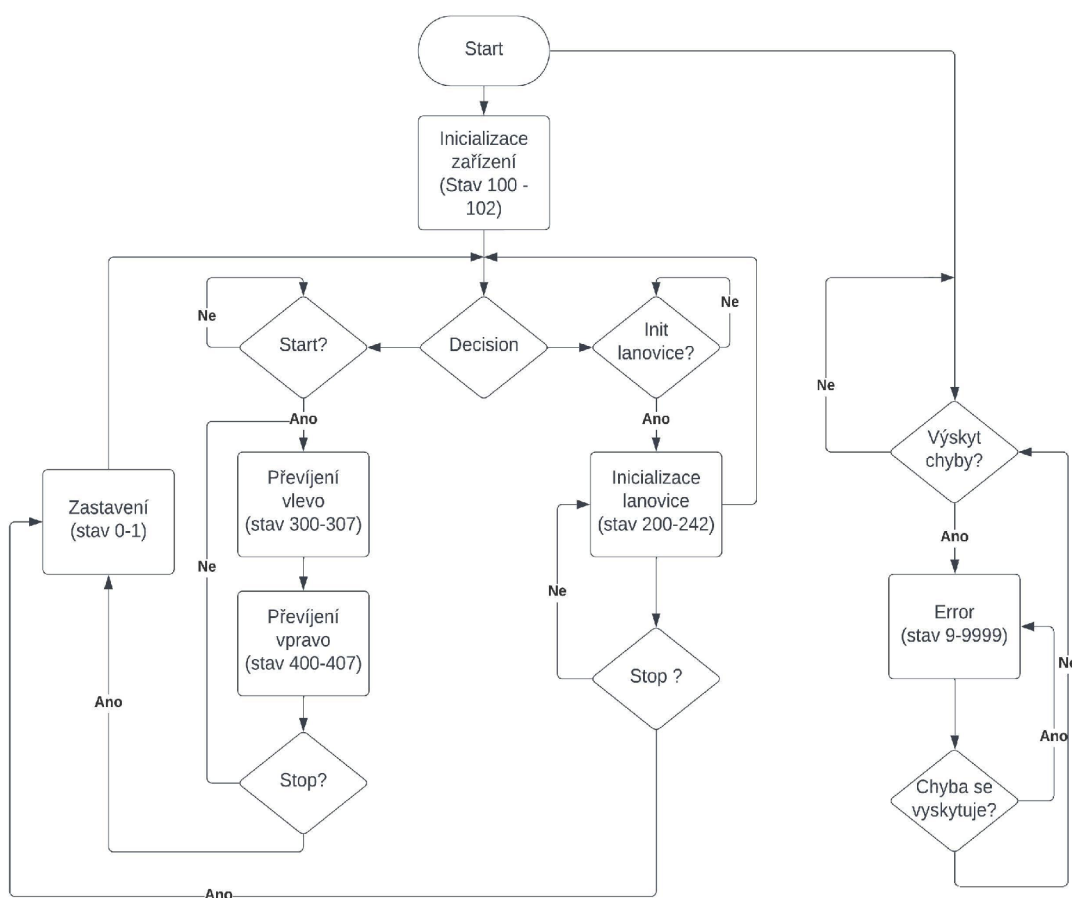 Start
Inicializace
zařízení
(Stav 100 -
102)
Ne
Start?
Decision
Init
lanovice?
Ne
Ano
Ano
Ne
Výskyt
chyby?
Převíjení
vlevo
(stav 300-307)
Inicializace
lanovice
(stav 200-242)
Zastavení
(stav 0-1)
Ano
Ne
Ne
Převíjení
vpravo
(stav 400-407)
Error
(stav 9-9999)
Stop ?
Ne
Ano
Ano
Stop?
Chyba se
vyskytuje?
Ano